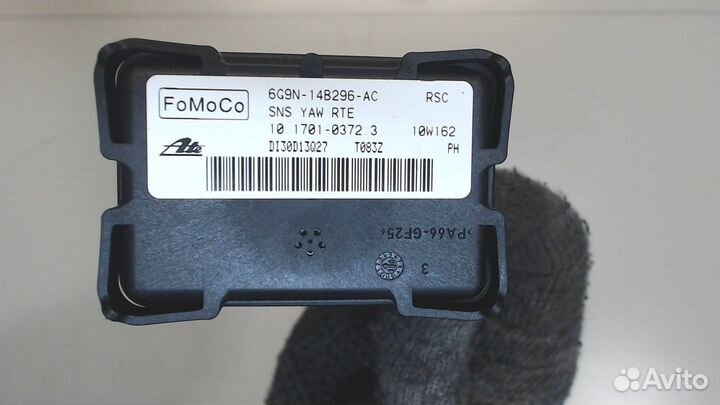 FoMoCo
6G9N-14B296-AC RSC
SNS YAW RTE
10.1701-0372.3 10W162
Ate DI30D13Q27 T083Z PH
>PA66-GF25<
3
Avito